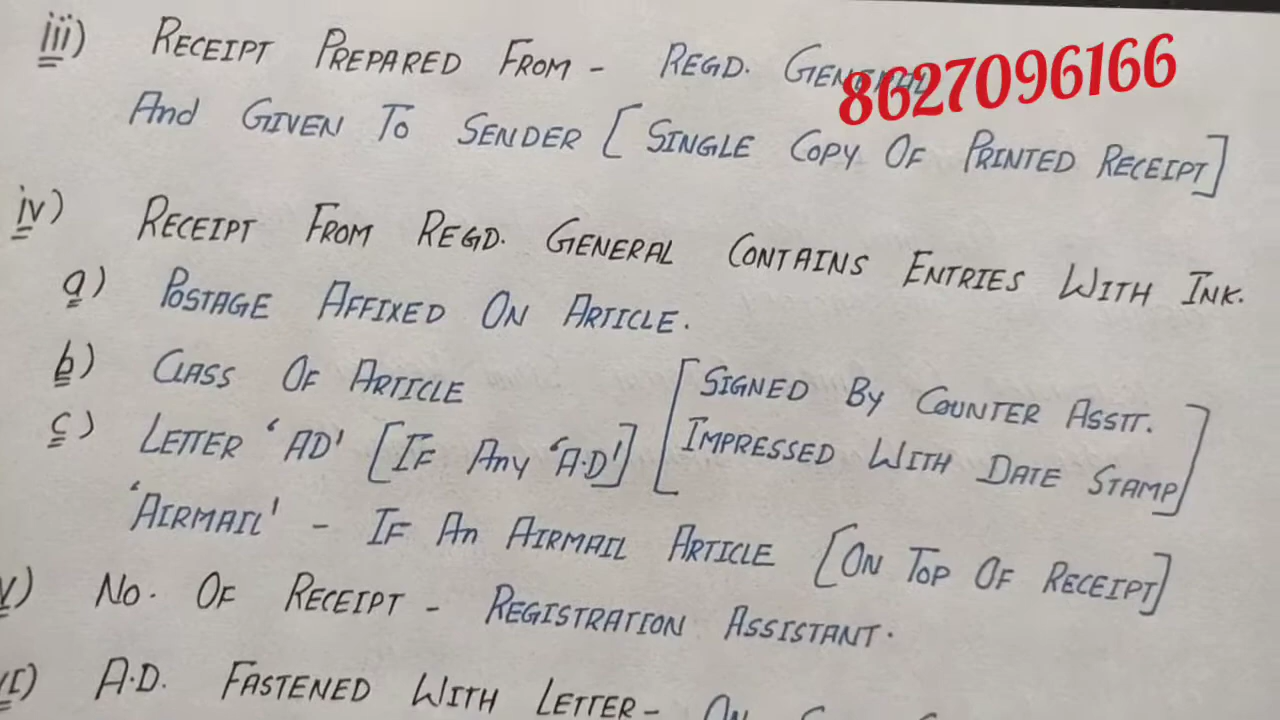 iii) RECEIPT PREPARED FROM - REGD. GENERAL
8627096166
And GIVEN TO SENDER [SINGLE COPY OF PRINTED RECEIPT]
iv) RECEIPT FROM REGD. GENERAL CONTAINS ENTRIES WITH INK.
a) POSTAGE AFFIXED ON ARTICLE.
b) CLASS OF ARTICLE [SIGNED BY COUNTER ASSTT.
c) LETTER 'AD' [IF Any 'A.D'] IMPRESSED WITH DATE STAMP]
'AIRMAIL' - IF An AIRMAIL ARTICLE [ON TOP OF RECEIPT]
v) NO. OF RECEIPT - REGISTRATION ASSISTANT.
vi) A.D. FASTENED WITH LETTER - ON